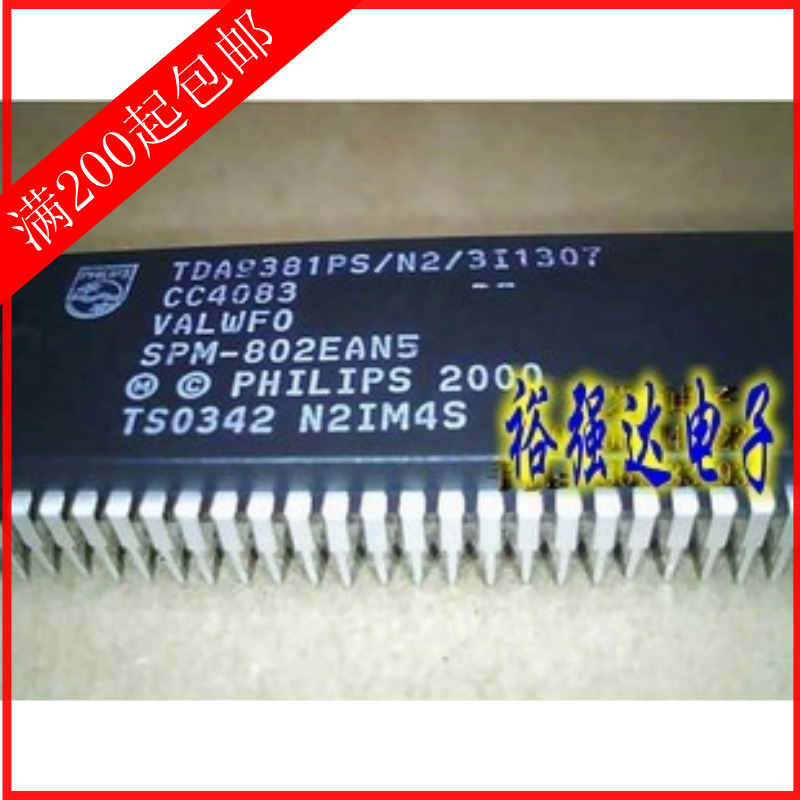 满200起包邮
PHILIPS
TDA9381PS/N2/3I1307
CC4083
VALWFO
SPM-802EAN5
Ⓜ © PHILIPS 2000
TS0342 N2IM4S
裕强达电子